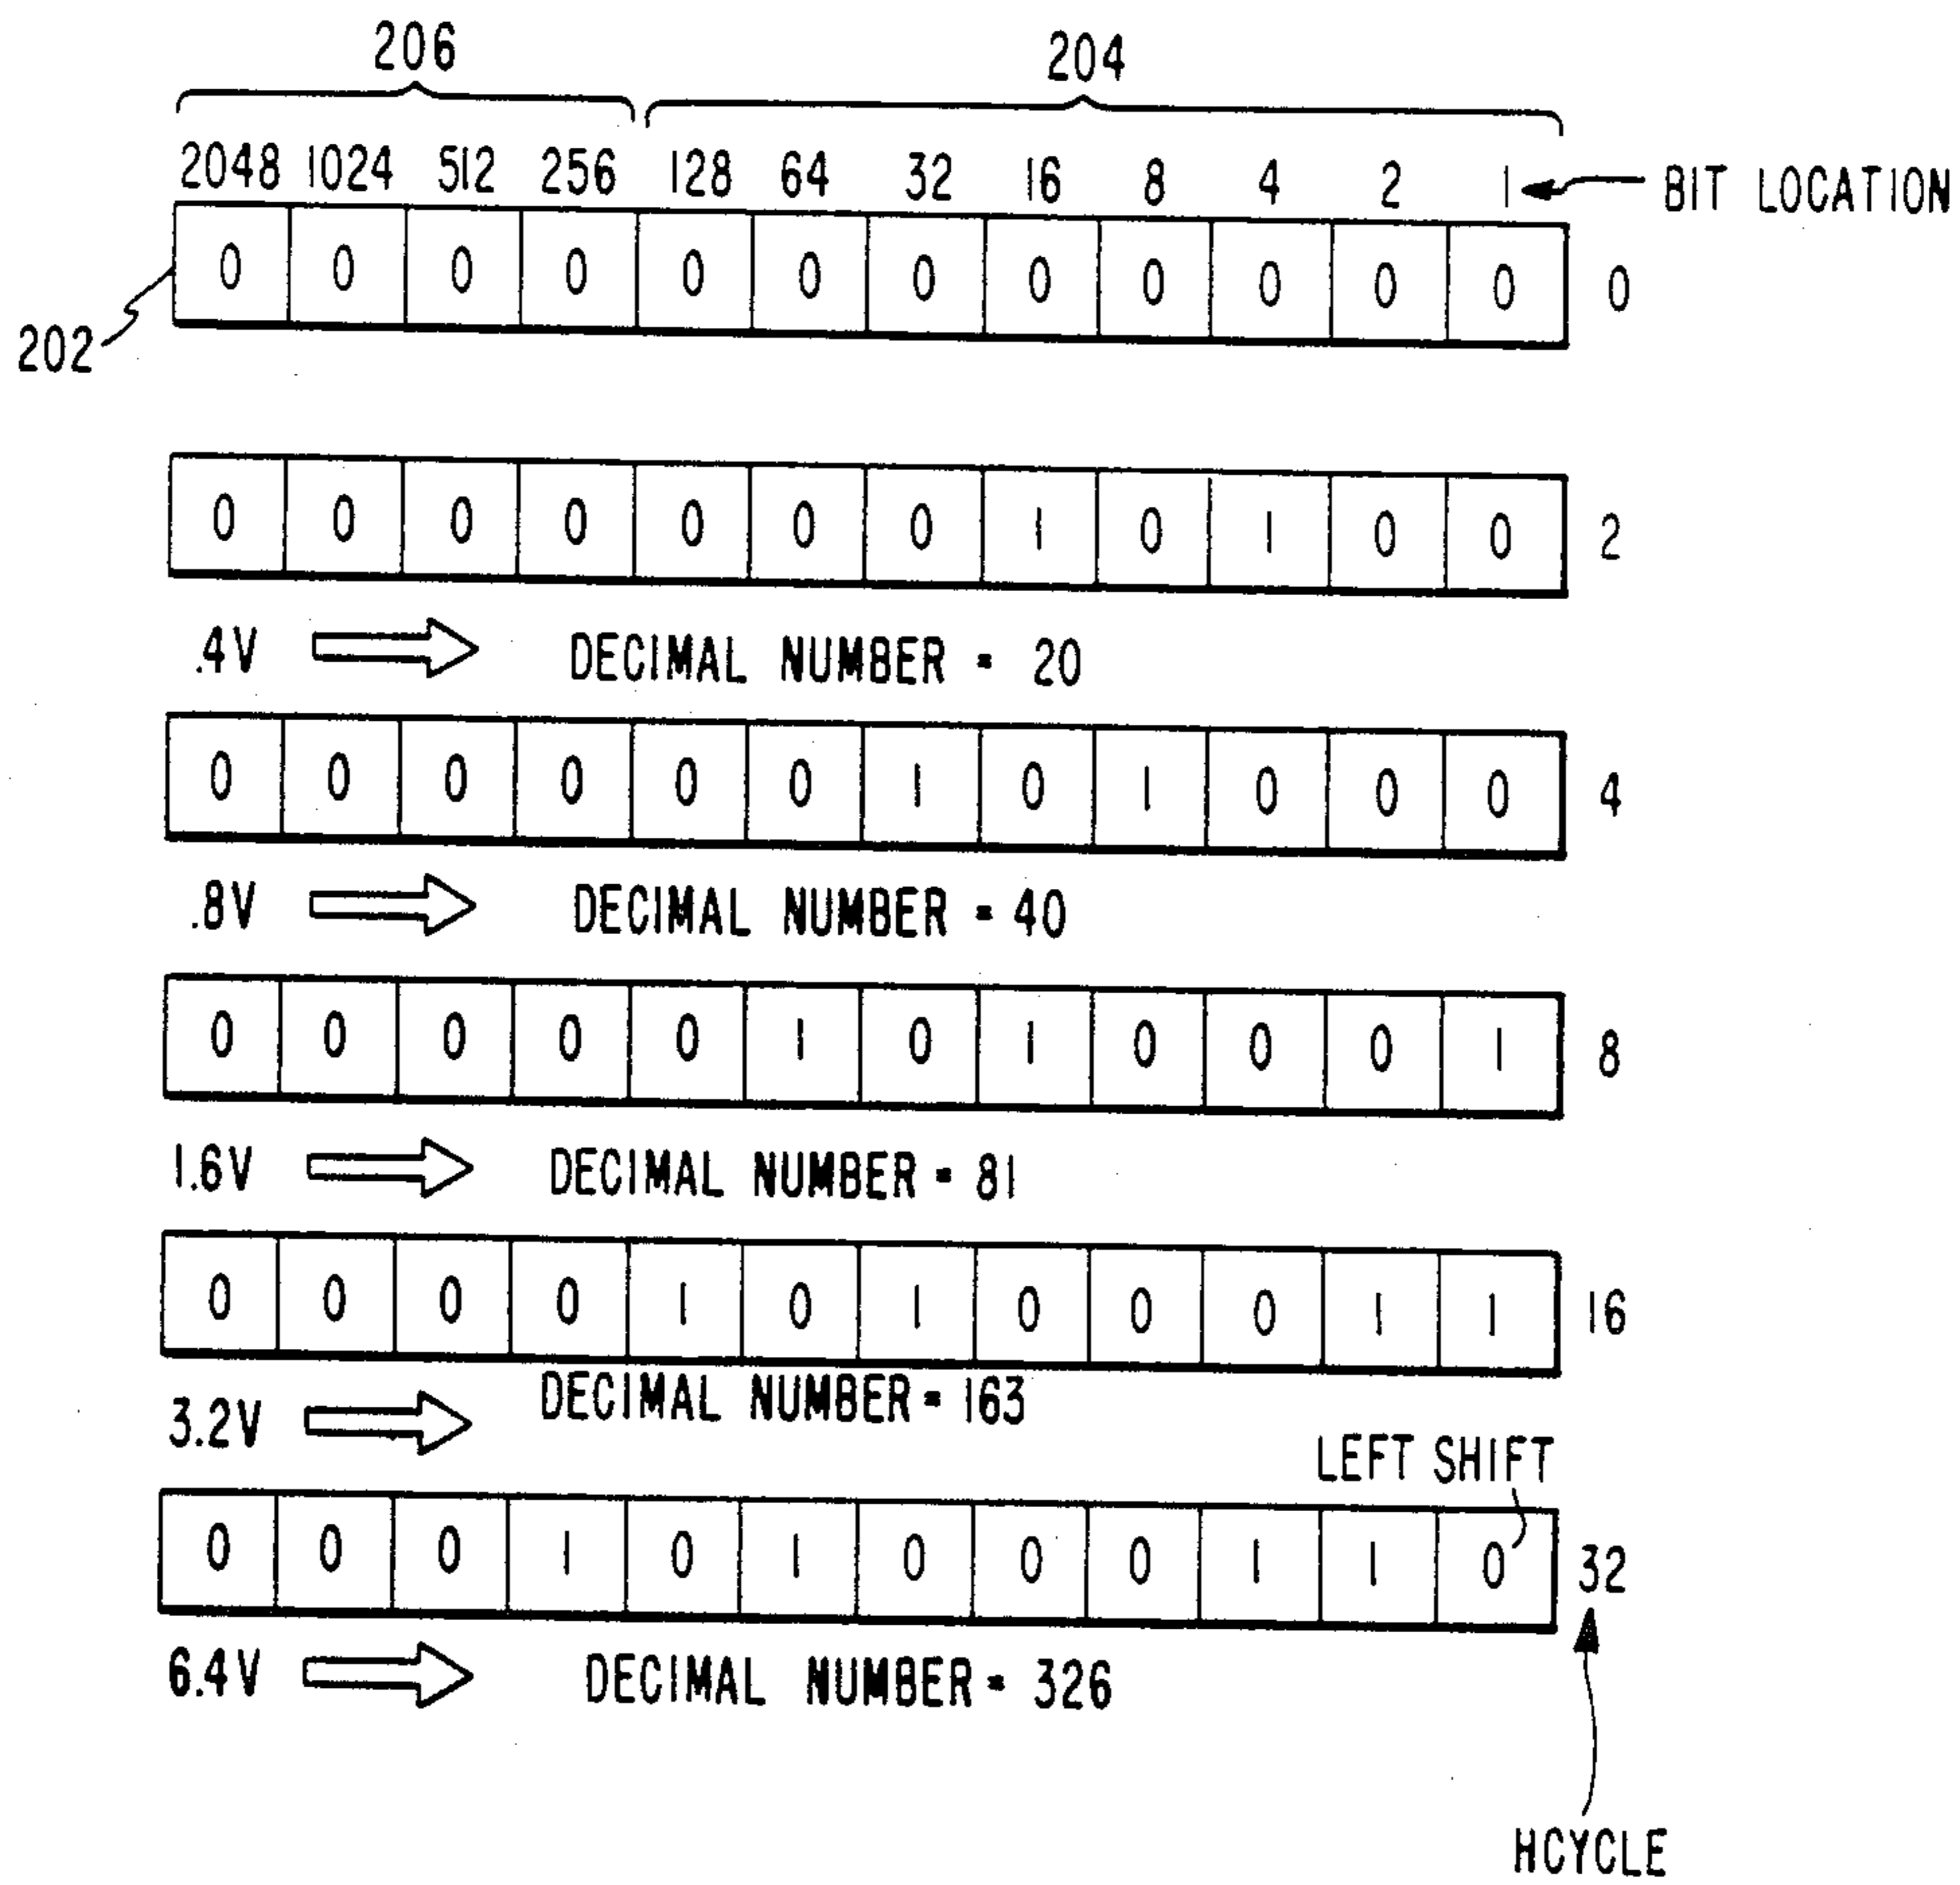 206
204
2048 1024 512 256 128 64 32 16 8 4 2 1 BIT LOCATION
0 0 0 0 0 0 0 0 0 0 0 0 0
202
0 0 0 0 0 0 0 1 0 1 0 0 2
.4V DECIMAL NUMBER = 20
0 0 0 0 0 0 1 0 1 0 0 0 4
.8V DECIMAL NUMBER = 40
0 0 0 0 0 1 0 1 0 0 0 1 8
1.6V DECIMAL NUMBER = 81
0 0 0 0 1 0 1 0 0 0 1 1 16
3.2V DECIMAL NUMBER = 163
LEFT SHIFT
0 0 0 1 0 1 0 0 0 1 1 0 32
6.4V DECIMAL NUMBER = 326
HCYCLE